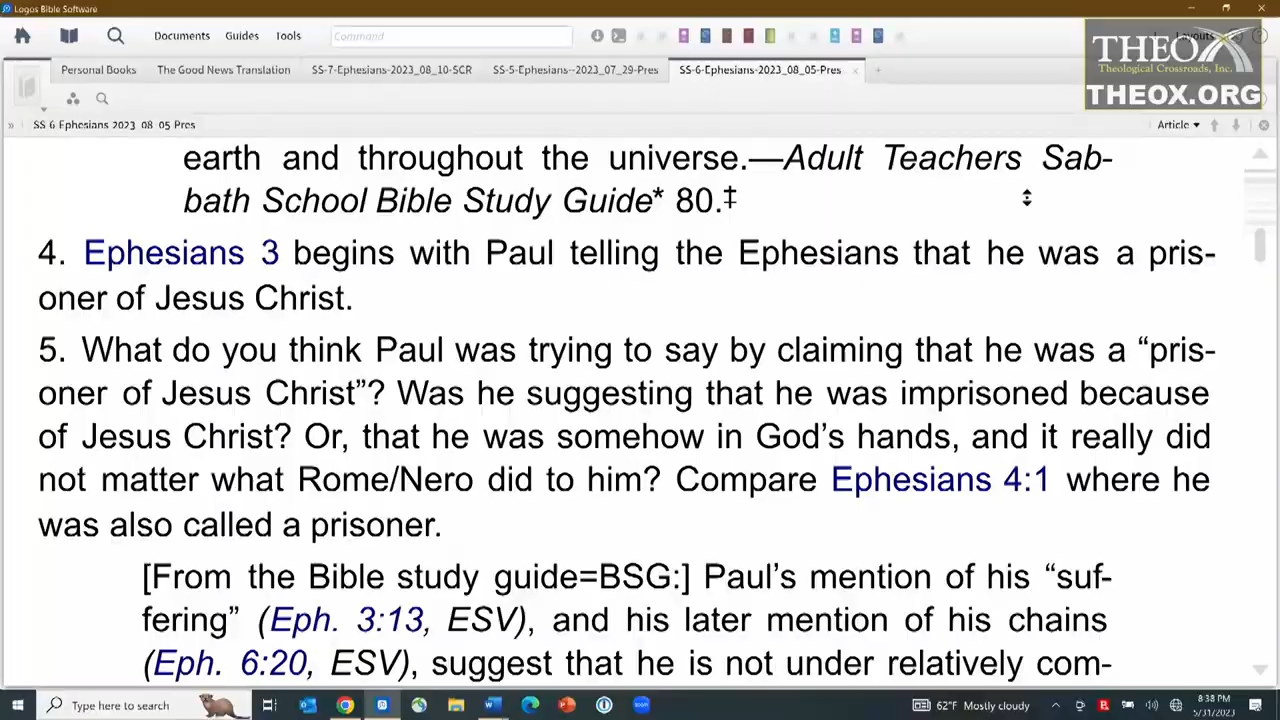 Logos Bible Software
Documents Guides Tools Command Layouts
THEOX
Theological Crossroads, Inc.
THEOX.ORG
Personal Books The Good News Translation SS-7-Ephesians-2023_0 SS-5-Ephesians--2023_07_29-Pres SS-6-Ephesians-2023_08_05-Pres
» SS-6-Ephesians-2023_08_05-Pres Article
earth and throughout the universe.—Adult Teachers Sab-
bath School Bible Study Guide* 80.‡
4. Ephesians 3 begins with Paul telling the Ephesians that he was a pris-
oner of Jesus Christ.
5. What do you think Paul was trying to say by claiming that he was a “pris-
oner of Jesus Christ”? Was he suggesting that he was imprisoned because
of Jesus Christ? Or, that he was somehow in God’s hands, and it really did
not matter what Rome/Nero did to him? Compare Ephesians 4:1 where he
was also called a prisoner.
[From the Bible study guide=BSG:] Paul’s mention of his “suf-
fering” (Eph. 3:13, ESV), and his later mention of his chains
(Eph. 6:20, ESV), suggest that he is not under relatively com-
Type here to search 62°F Mostly cloudy 8:38 PM
5/31/2023